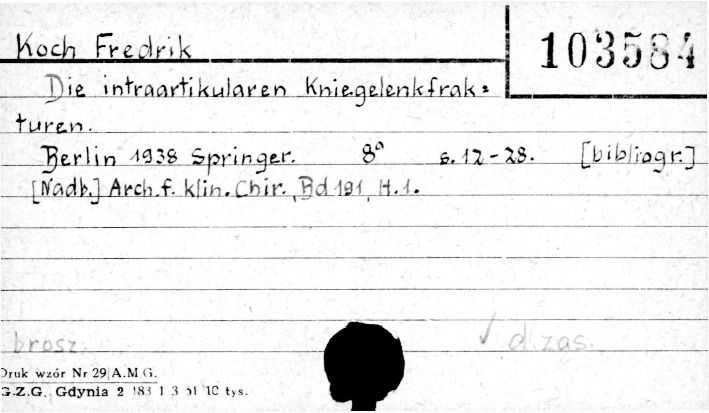 Koch Fredrik
103584
Die intraartikularen Kniegelenkfrak=
turen.
Berlin 1938 Springer. 8° s. 12-28. [bibliogr.]
[Nadb.] Arch. f. klin. Chir., Bd 191, H. 1.
brosz.
✓ d. zas.
Druk wzór Nr 29 A.M G.
G.Z.G. Gdynia 2 183 1 3 51 10 tys.